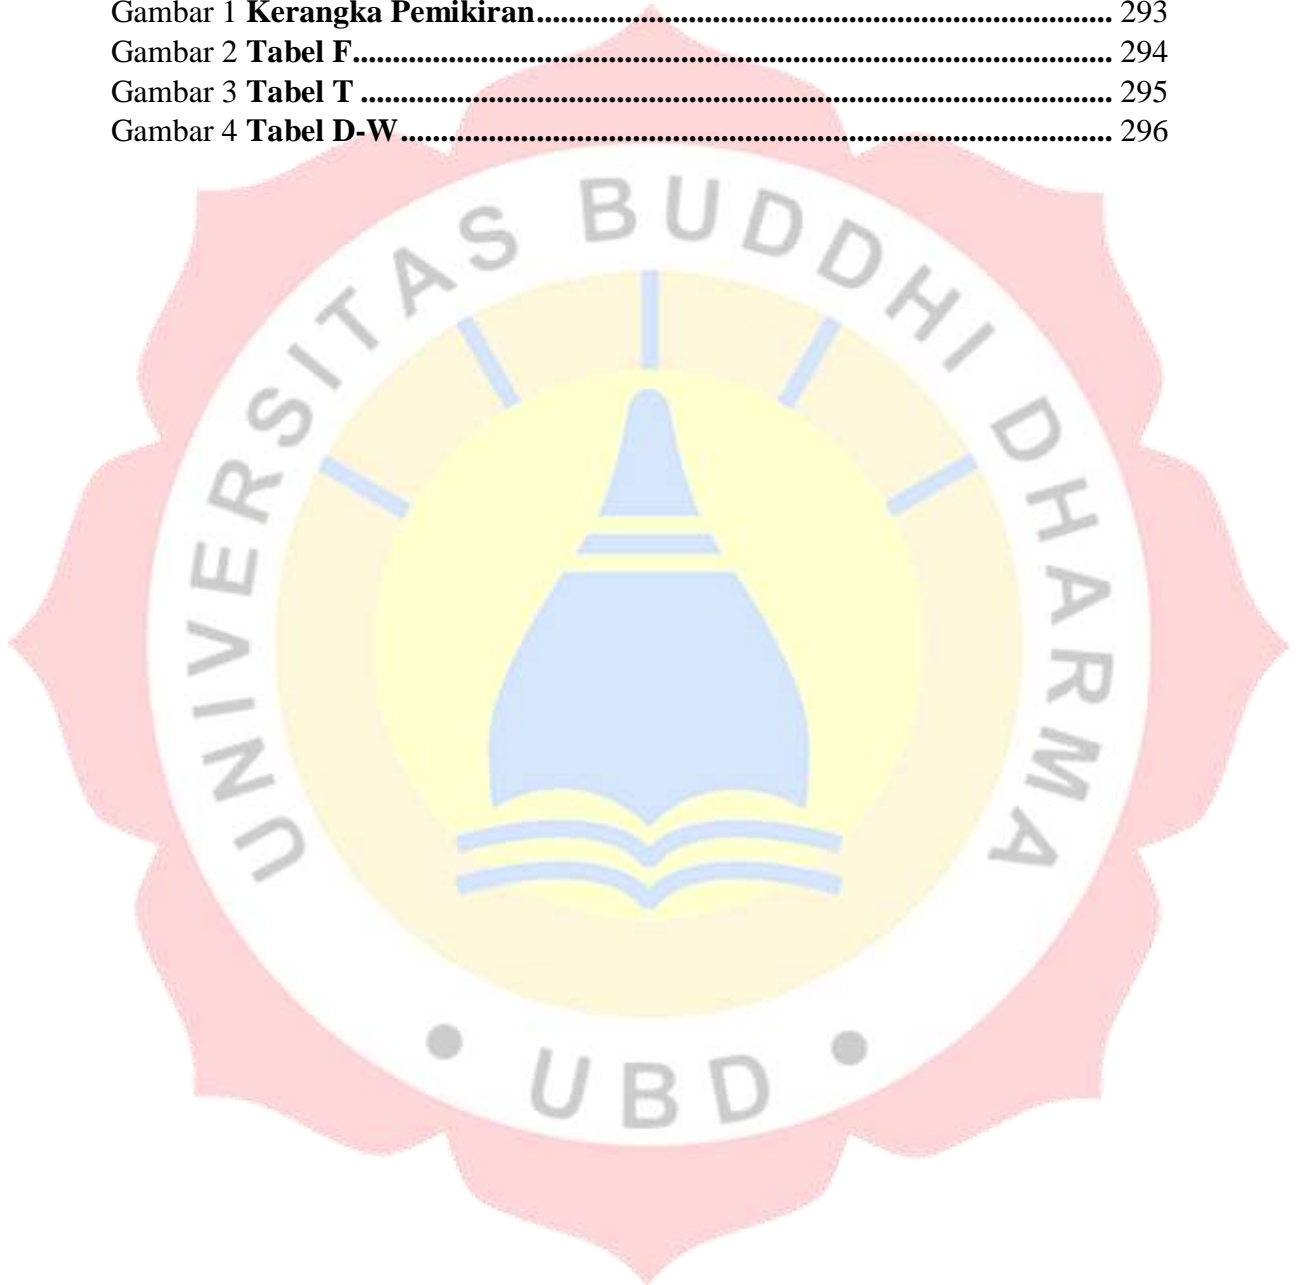 Gambar 1 Kerangka Pemikiran........................................................................ 293
Gambar 2 Tabel F............................................................................................... 294
Gambar 3 Tabel T .............................................................................................. 295
Gambar 4 Tabel D-W......................................................................................... 296
UNIVERSITAS BUDDHI DHARMA
• UBD •